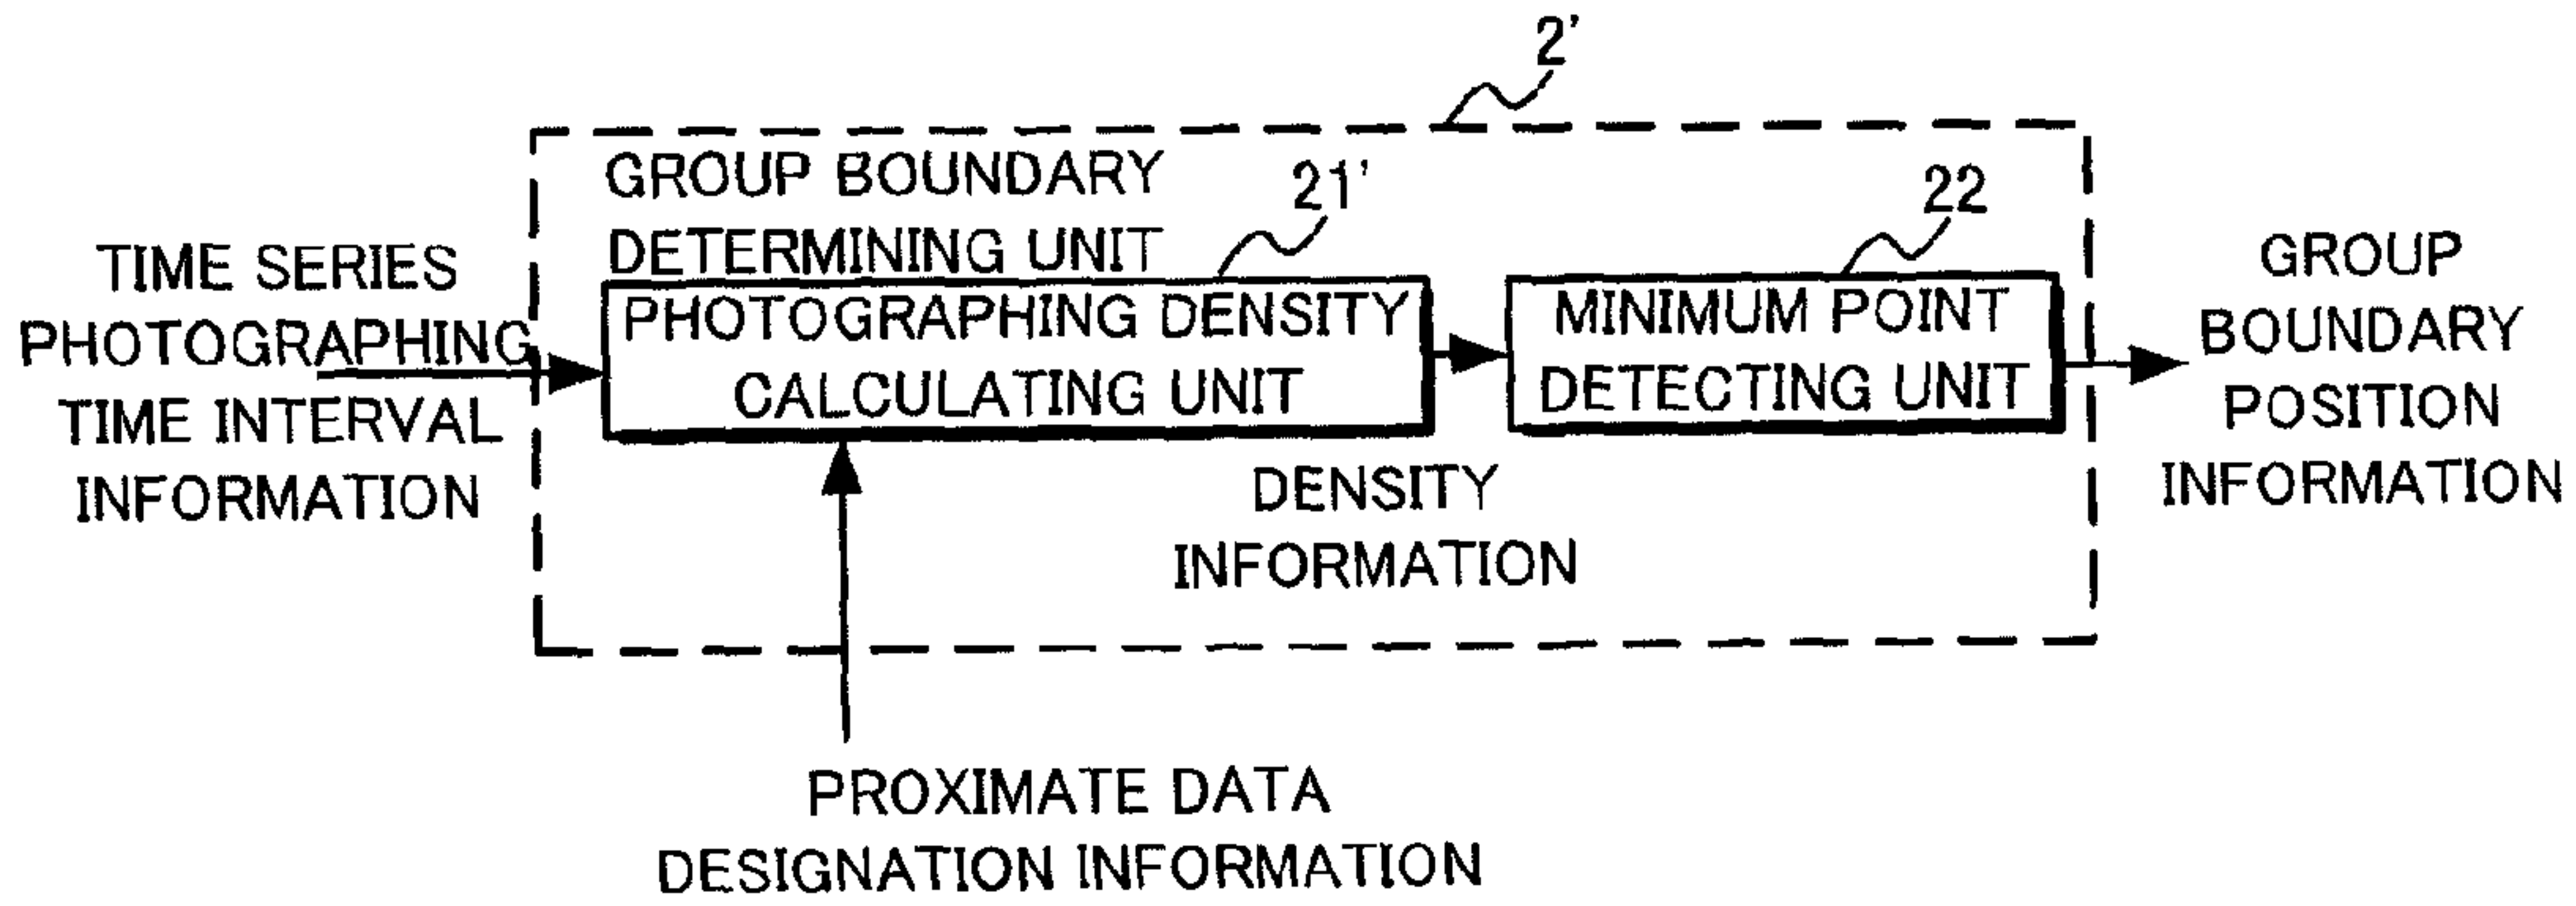 2'
GROUP BOUNDARY
DETERMINING UNIT
21'
22
TIME SERIES
PHOTOGRAPHING
TIME INTERVAL
INFORMATION
PHOTOGRAPHING DENSITY
CALCULATING UNIT
MINIMUM POINT
DETECTING UNIT
GROUP
BOUNDARY
POSITION
INFORMATION
DENSITY
INFORMATION
PROXIMATE DATA
DESIGNATION INFORMATION